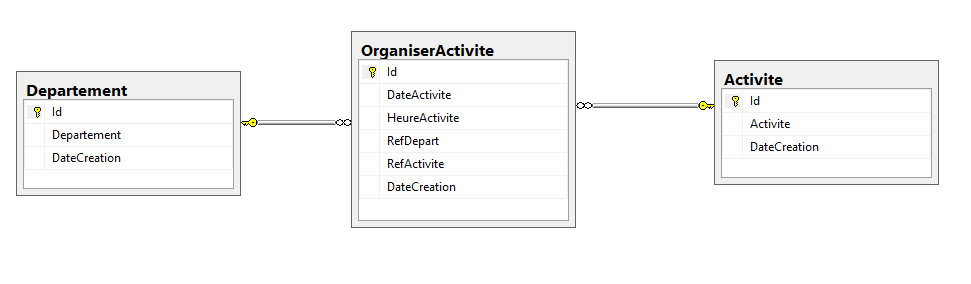 Departement
Id
Departement
DateCreation
OrganiserActivite
Id
DateActivite
HeureActivite
RefDepart
RefActivite
DateCreation
Activite
Id
Activite
DateCreation